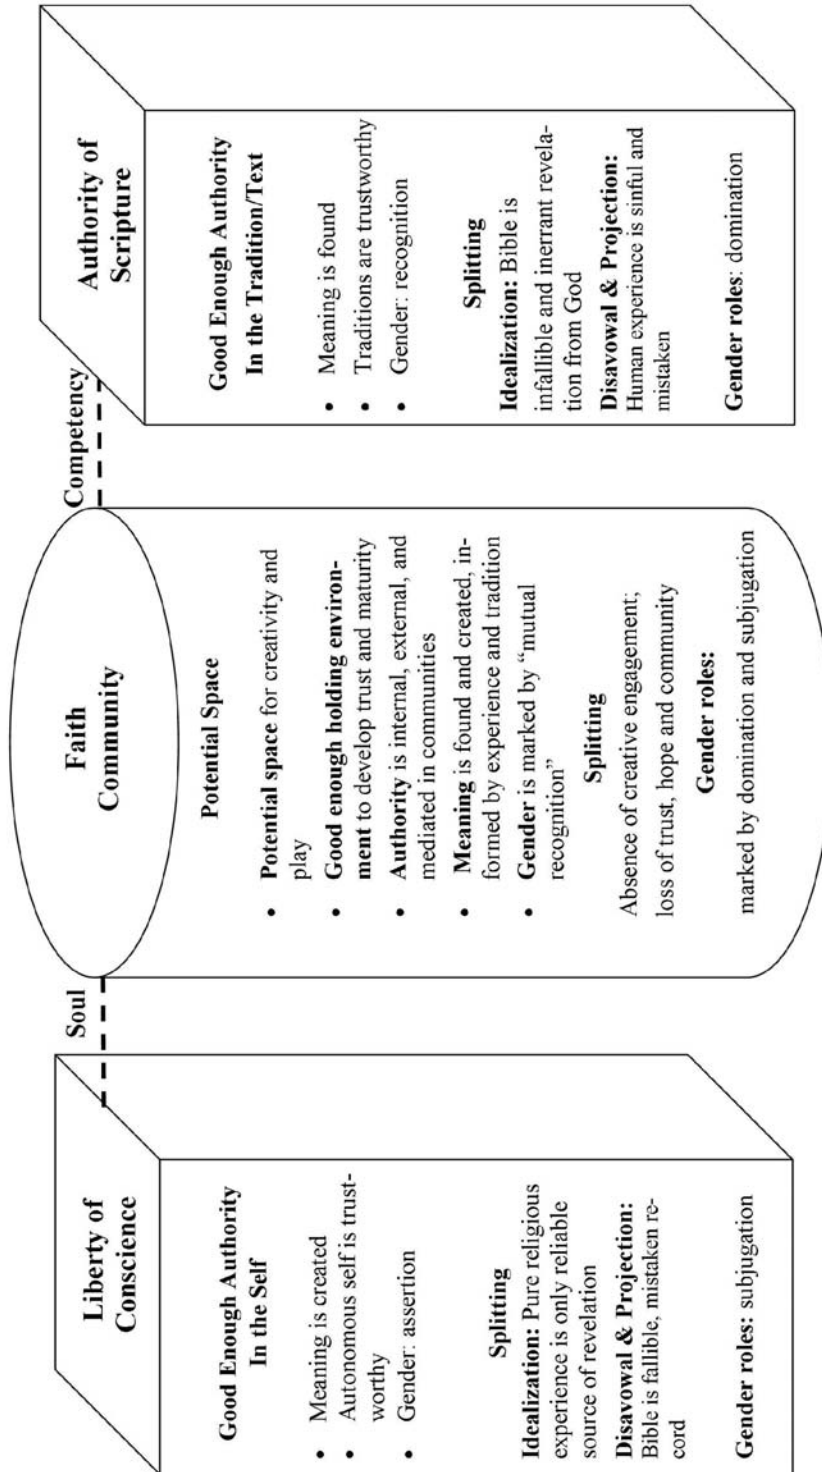 Liberty of
Conscience
Good Enough Authority
In the Self
• Meaning is created
• Autonomous self is trust-
worthy
• Gender: assertion
Splitting
Idealization: Pure religious
experience is only reliable
source of revelation
Disavowal & Projection:
Bible is fallible, mistaken re-
cord
Gender roles: subjugation
Soul
Faith
Community
Potential Space
• Potential space for creativity and
play
• Good enough holding environ-
ment to develop trust and maturity
• Authority is internal, external, and
mediated in communities
• Meaning is found and created, in-
formed by experience and tradition
• Gender is marked by “mutual
recognition”
Splitting
Absence of creative engagement;
loss of trust, hope and community
Gender roles:
marked by domination and subjugation
Competency
Authority of
Scripture
Good Enough Authority
In the Tradition/Text
• Meaning is found
• Traditions are trustworthy
• Gender: recognition
Splitting
Idealization: Bible is
infallible and inerrant revela-
tion from God
Disavowal & Projection:
Human experience is sinful and
mistaken
Gender roles: domination